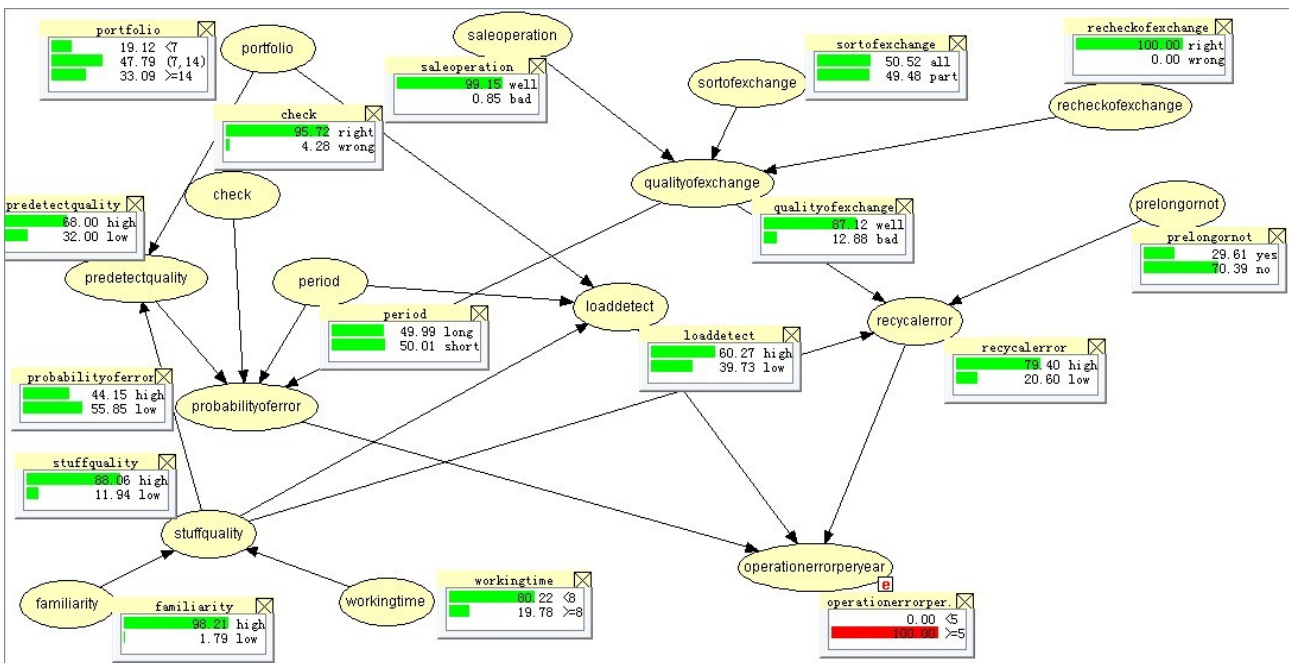 portfolio
19.12 <7
47.79 (7,14)
33.09 >=14
portfolio
saleoperation
saleoperation
99.15 well
0.85 bad
sortofexchange
50.52 all
49.48 part
sortofexchange
recheckofexchange
100.00 right
0.00 wrong
recheckofexchange
check
95.72 right
4.28 wrong
check
qualityofexchange
qualityofexchange
87.12 well
12.88 bad
prelongornot
prelongornot
29.61 yes
70.39 no
predetectquality
68.00 high
32.00 low
predetectquality
period
period
49.99 long
50.01 short
loaddetect
loaddetect
60.27 high
39.73 low
recycalerror
recycalerror
79.40 high
20.60 low
probabilityoferror
44.15 high
55.85 low
probabilityoferror
stuffquality
88.06 high
11.94 low
stuffquality
familiarity
familiarity
98.21 high
1.79 low
workingtime
workingtime
80.22 <8
19.78 >=8
operationerrorperyear
e
operationerrorper.
0.00 <5
100.00 >=5